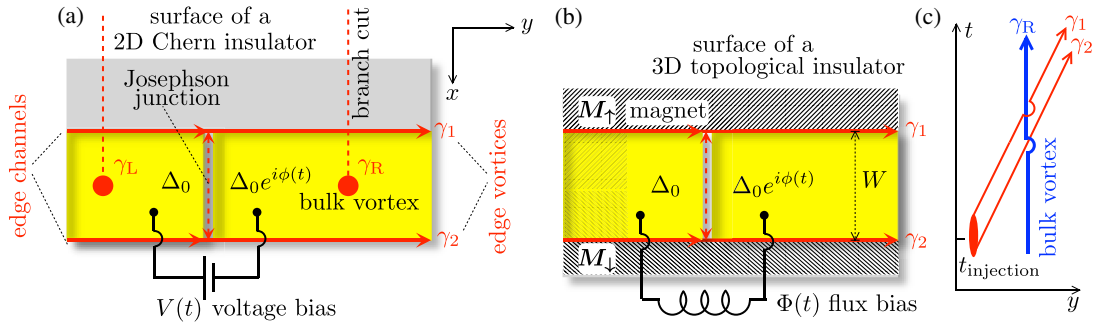 (a)
surface of a
2D Chern insulator
branch cut
y
x
Josephson
junction
edge channels
γ₁
γL
γR
Δ₀
Δ₀e^{iϕ(t)}
bulk vortex
γ₂
edge vortices
V(t) voltage bias
(b)
surface of a
3D topological insulator
M↑ magnet
γ₁
Δ₀
Δ₀e^{iϕ(t)}
W
γ₂
M↓
Φ(t) flux bias
(c)
t
γR
γ₁
γ₂
bulk vortex
t_injection
y